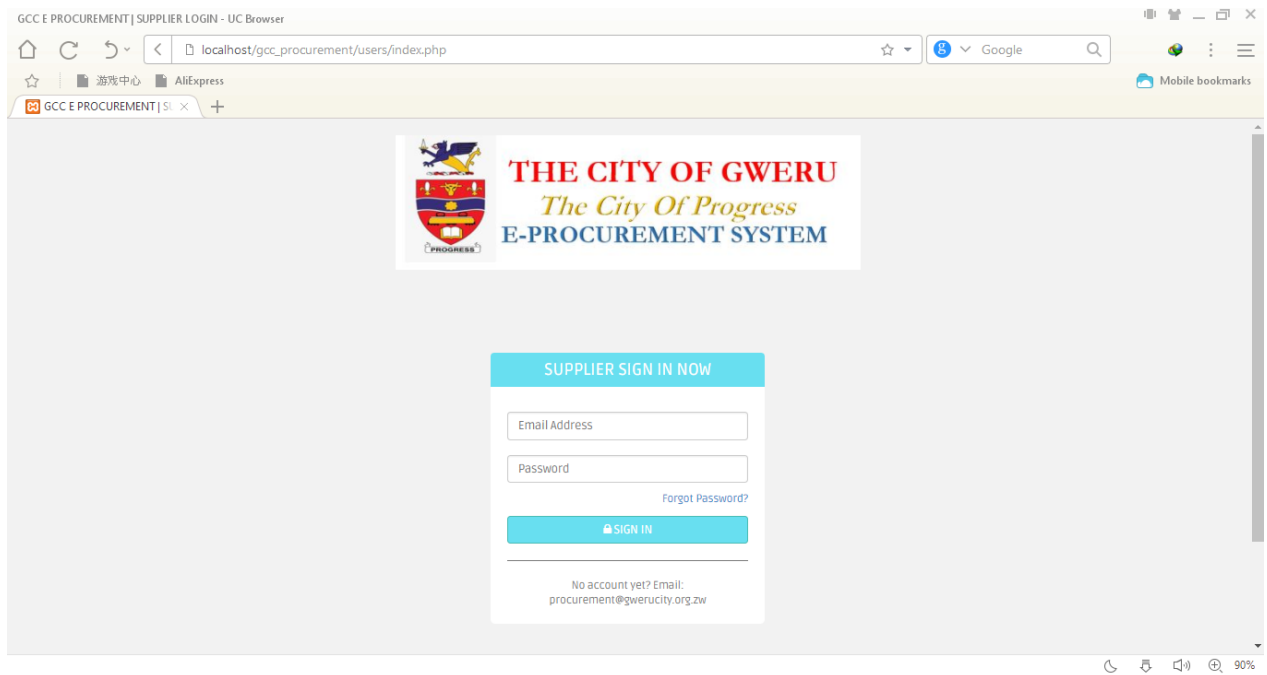 GCC E PROCUREMENT | SUPPLIER LOGIN - UC Browser
localhost/gcc_procurement/users/index.php
Google
游戏中心 AliExpress
Mobile bookmarks
GCC E PROCUREMENT | SU
THE CITY OF GWERU
The City Of Progress
E-PROCUREMENT SYSTEM
PROGRESS
SUPPLIER SIGN IN NOW
Email Address
Password
Forgot Password?
SIGN IN
No account yet? Email:
procurement@gwerucity.org.zw
90%